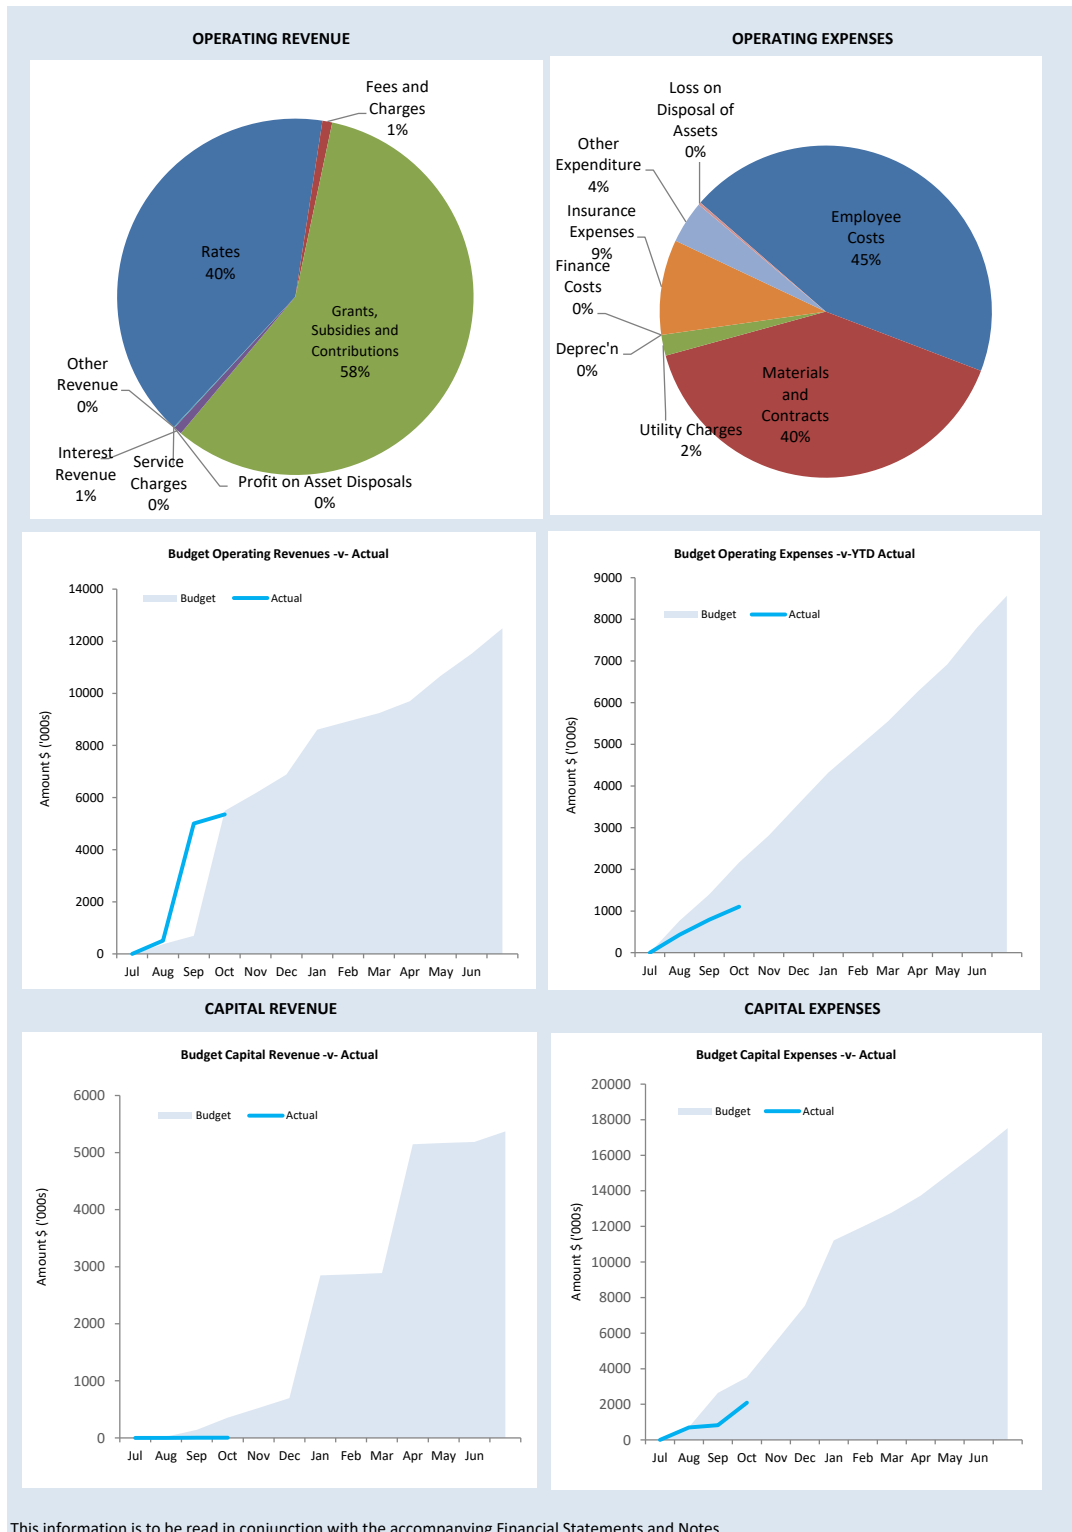 OPERATING REVENUE
Fees and
Charges
1%
Rates
40%
Grants,
Subsidies and
Contributions
58%
Other
Revenue
0%
Interest
Revenue
1%
Service
Charges
0%
Profit on Asset Disposals
0%
OPERATING EXPENSES
Loss on
Disposal of
Assets
0%
Other
Expenditure
4%
Insurance
Expenses
9%
Finance
Costs
0%
Deprec'n
0%
Utility Charges
2%
Employee
Costs
45%
Materials
and
Contracts
40%
Budget Operating Revenues -v- Actual
Budget Actual
Amount $ ('000s)
14000
12000
10000
8000
6000
4000
2000
0
Jul Aug Sep Oct Nov Dec Jan Feb Mar Apr May Jun
Budget Operating Expenses -v-YTD Actual
Budget Actual
Amount $ ('000s)
9000
8000
7000
6000
5000
4000
3000
2000
1000
0
Jul Aug Sep Oct Nov Dec Jan Feb Mar Apr May Jun
CAPITAL REVENUE
Budget Capital Revenue -v- Actual
Budget Actual
Amount $ ('000s)
6000
5000
4000
3000
2000
1000
0
Jul Aug Sep Oct Nov Dec Jan Feb Mar Apr May Jun
CAPITAL EXPENSES
Budget Capital Expenses -v- Actual
Budget Actual
Amount $ ('000s)
20000
18000
16000
14000
12000
10000
8000
6000
4000
2000
0
Jul Aug Sep Oct Nov Dec Jan Feb Mar Apr May Jun
This information is to be read in conjunction with the accompanying Financial Statements and Notes